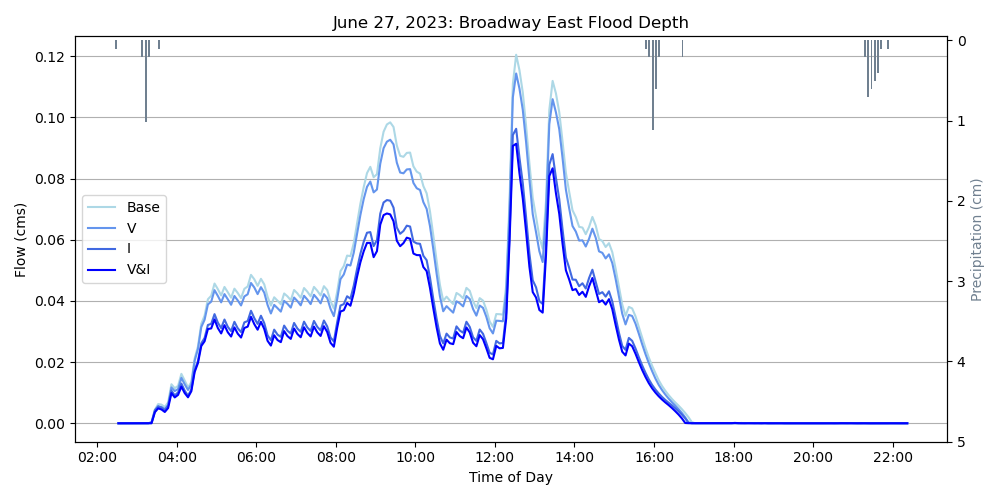 June 27, 2023: Broadway East Flood Depth
0.12
0.10
0.08
0.06
0.04
0.02
0.00
Flow (cms)
Base
V
I
V&I
0
1
2
3
4
5
Precipitation (cm)
02:00 04:00 06:00 08:00 10:00 12:00 14:00 16:00 18:00 20:00 22:00
Time of Day